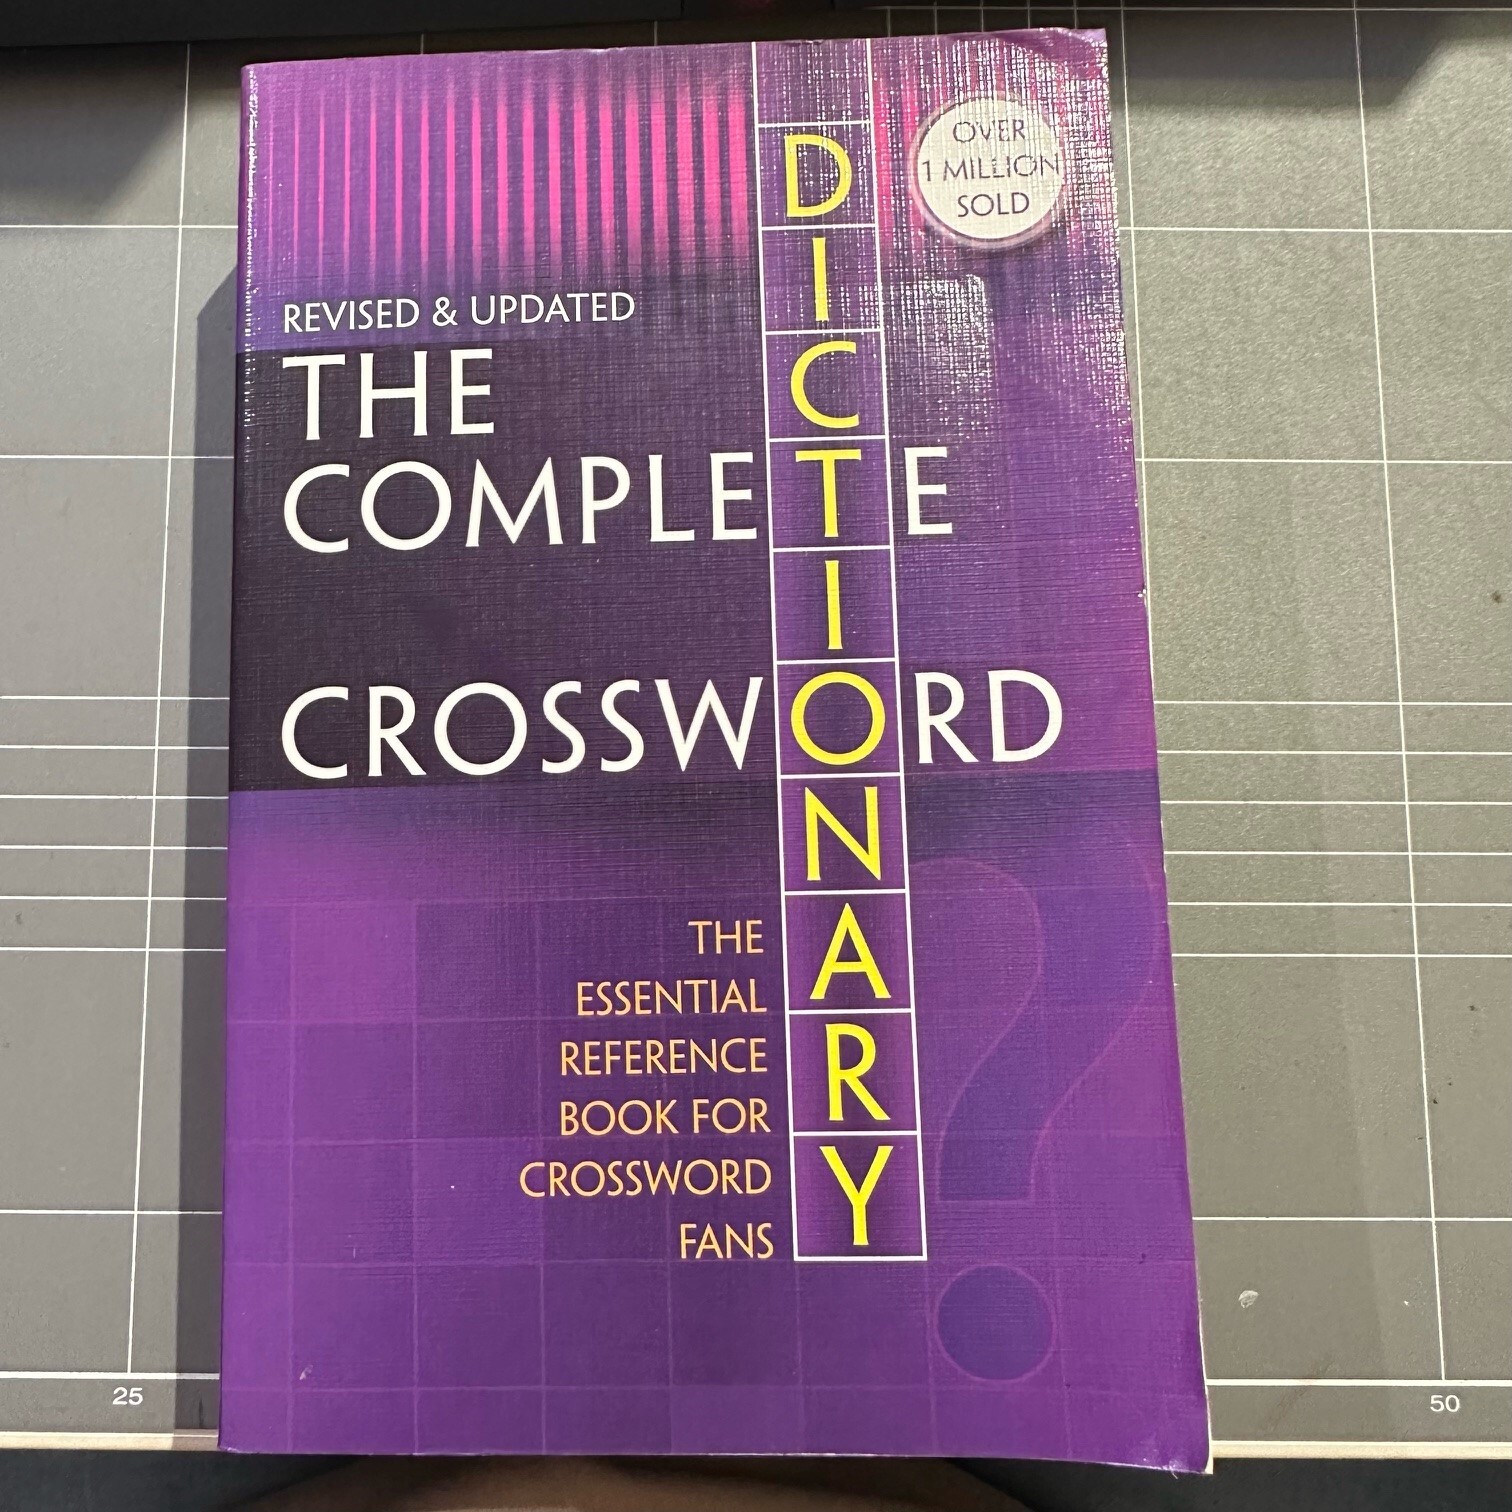 OVER
1 MILLION
SOLD
REVISED & UPDATED
THE
COMPLETE
CROSSWORD
DICTIONARY
THE
ESSENTIAL
REFERENCE
BOOK FOR
CROSSWORD
FANS
25
50